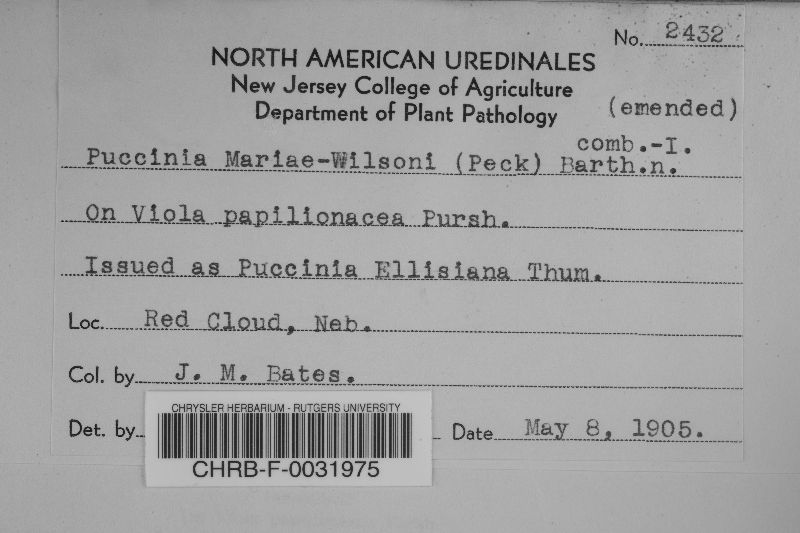 No. 2432
NORTH AMERICAN UREDINALES
New Jersey College of Agriculture
Department of Plant Pathology (emended)
comb.-I.
Puccinia Mariae-Wilsoni (Peck) Barth.n.
On Viola papilionacea Pursh.
Issued as Puccinia Ellisiana Thum.
Loc. Red Cloud, Neb.
Col. by J. M. Bates.
Det. by
Date May 8, 1905.
CHRYSLER HERBARIUM - RUTGERS UNIVERSITY
CHRB-F-0031975